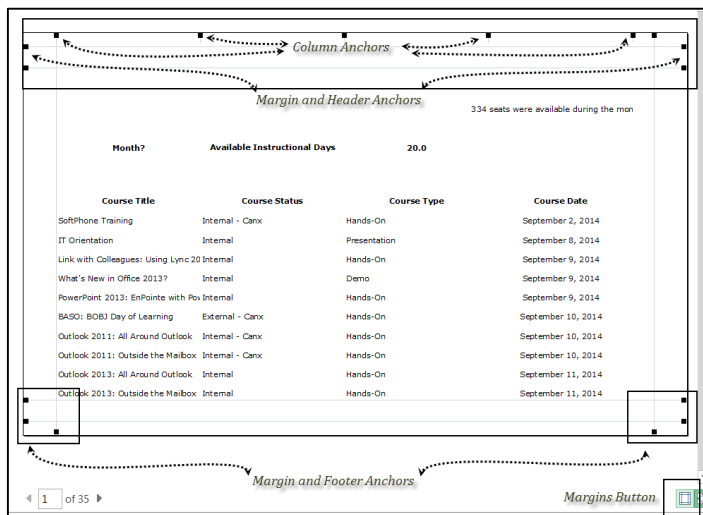 Column Anchors
Margin and Header Anchors
334 seats were available during the mon
Month? Available Instructional Days 20.0
Course Title Course Status Course Type Course Date
SoftPhone Training Internal - Canx Hands-On September 2, 2014
IT Orientation Internal Presentation September 8, 2014
Link with Colleagues: Using Lync 20 Internal Hands-On September 9, 2014
What's New in Office 2013? Internal Demo September 9, 2014
PowerPoint 2013: EnPointe with Pow Internal Hands-On September 9, 2014
BASO: BOBJ Day of Learning External - Canx Hands-On September 10, 2014
Outlook 2011: All Around Outlook Internal - Canx Hands-On September 10, 2014
Outlook 2011: Outside the Mailbox Internal - Canx Hands-On September 10, 2014
Outlook 2013: All Around Outlook Internal Hands-On September 11, 2014
Outlook 2013: Outside the Mailbox Internal Hands-On September 11, 2014
Margin and Footer Anchors
1 of 35 Margins Button